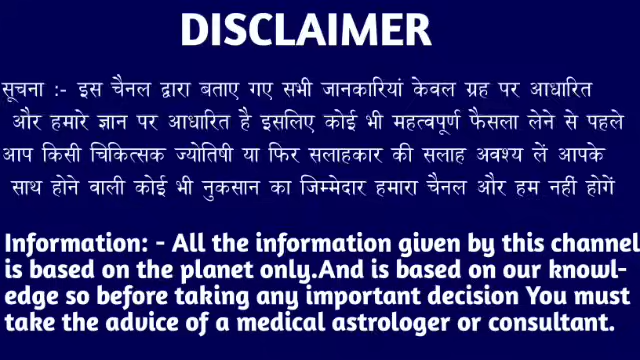 DISCLAIMER
सूचना :- इस चैनल द्वारा बताए गए सभी जानकारियां केवल ग्रह पर आधारित
और हमारे ज्ञान पर आधारित है इसलिए कोई भी महत्वपूर्ण फैसला लेने से पहले
आप किसी चिकित्सक ज्योतिषी या फिर सलाहकार की सलाह अवश्य लें आपके
साथ होने वाली कोई भी नुकसान का जिम्मेदार हमारा चैनल और हम नहीं होगें
Information: - All the information given by this channel
is based on the planet only.And is based on our knowl-
edge so before taking any important decision You must
take the advice of a medical astrologer or consultant.